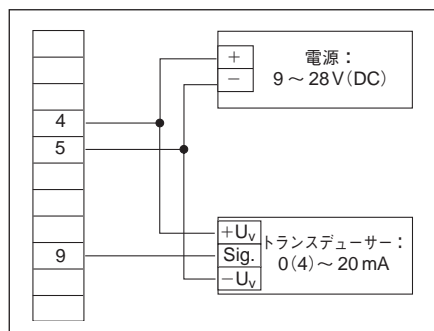 4
5
9
+
−
電源：
9～28V(DC)
+Uv
Sig.
−Uv
トランスデューサー：
0(4)～20mA